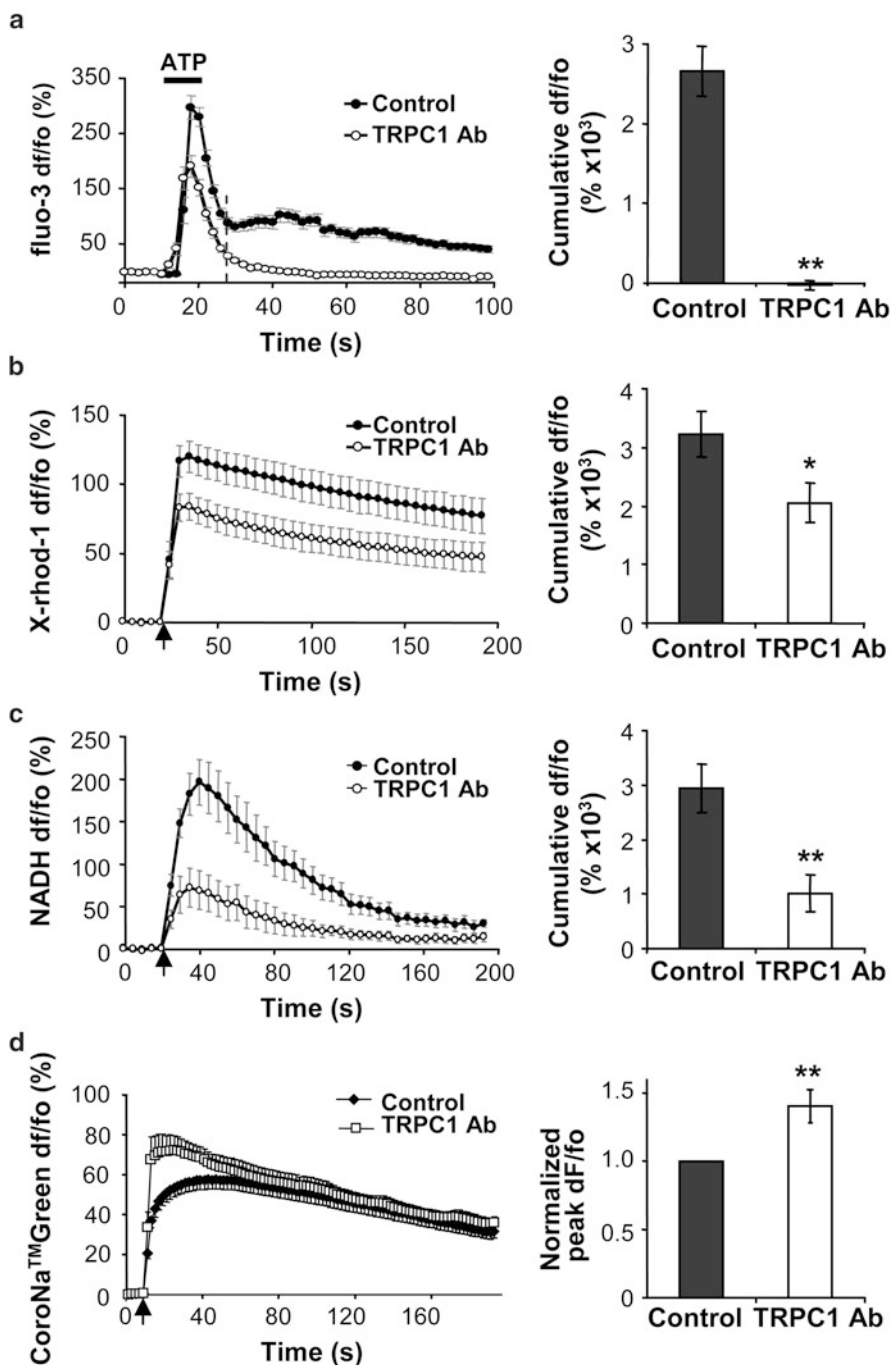 a
ATP
fluo-3 df/fo (%)
350
250
150
50
Control
TRPC1 Ab
0 20 40 60 80 100
Time (s)
Cumulative df/fo
(% x10³)
3
2
1
0
**
Control TRPC1 Ab
b
X-rhod-1 df/fo (%)
150
100
50
0
Control
TRPC1 Ab
0 50 100 150 200
Time (s)
Cumulative df/fo
(% x10³)
4
3
2
1
0
*
Control TRPC1 Ab
c
NADH df/fo (%)
250
200
150
100
50
0
Control
TRPC1 Ab
0 40 80 120 160 200
Time (s)
Cumulative df/fo
(% x10³)
4
3
2
1
0
**
Control TRPC1 Ab
d
CoroNa™Green df/fo (%)
100
80
60
40
20
0
Control
TRPC1 Ab
0 40 80 120 160
Time (s)
Normalized
peak dF/fo
1.5
1.0
0.5
0
**
Control TRPC1 Ab